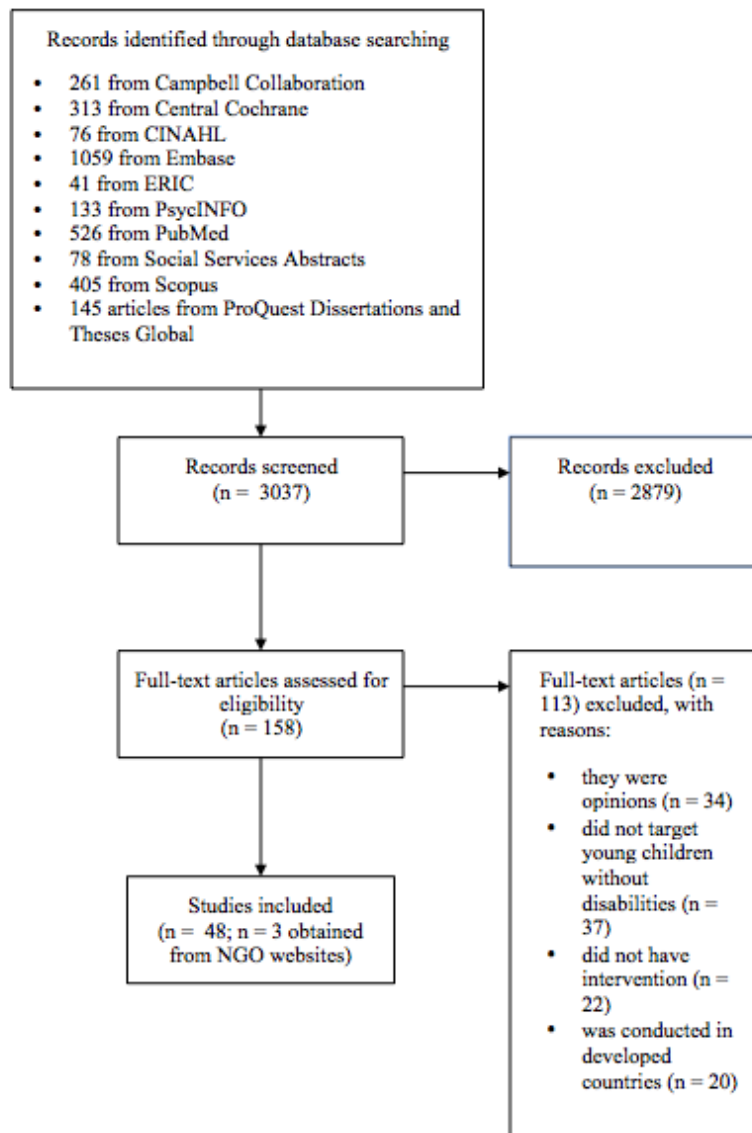 Records identified through database searching
• 261 from Campbell Collaboration
• 313 from Central Cochrane
• 76 from CINAHL
• 1059 from Embase
• 41 from ERIC
• 133 from PsycINFO
• 526 from PubMed
• 78 from Social Services Abstracts
• 405 from Scopus
• 145 articles from ProQuest Dissertations and
Theses Global
Records screened
(n = 3037)
Records excluded
(n = 2879)
Full-text articles assessed for
eligibility
(n = 158)
Full-text articles (n =
113) excluded, with
reasons:
• they were
opinions (n = 34)
• did not target
young children
without
disabilities (n =
37)
• did not have
intervention (n =
22)
• was conducted in
developed
countries (n = 20)
Studies included
(n = 48; n = 3 obtained
from NGO websites)